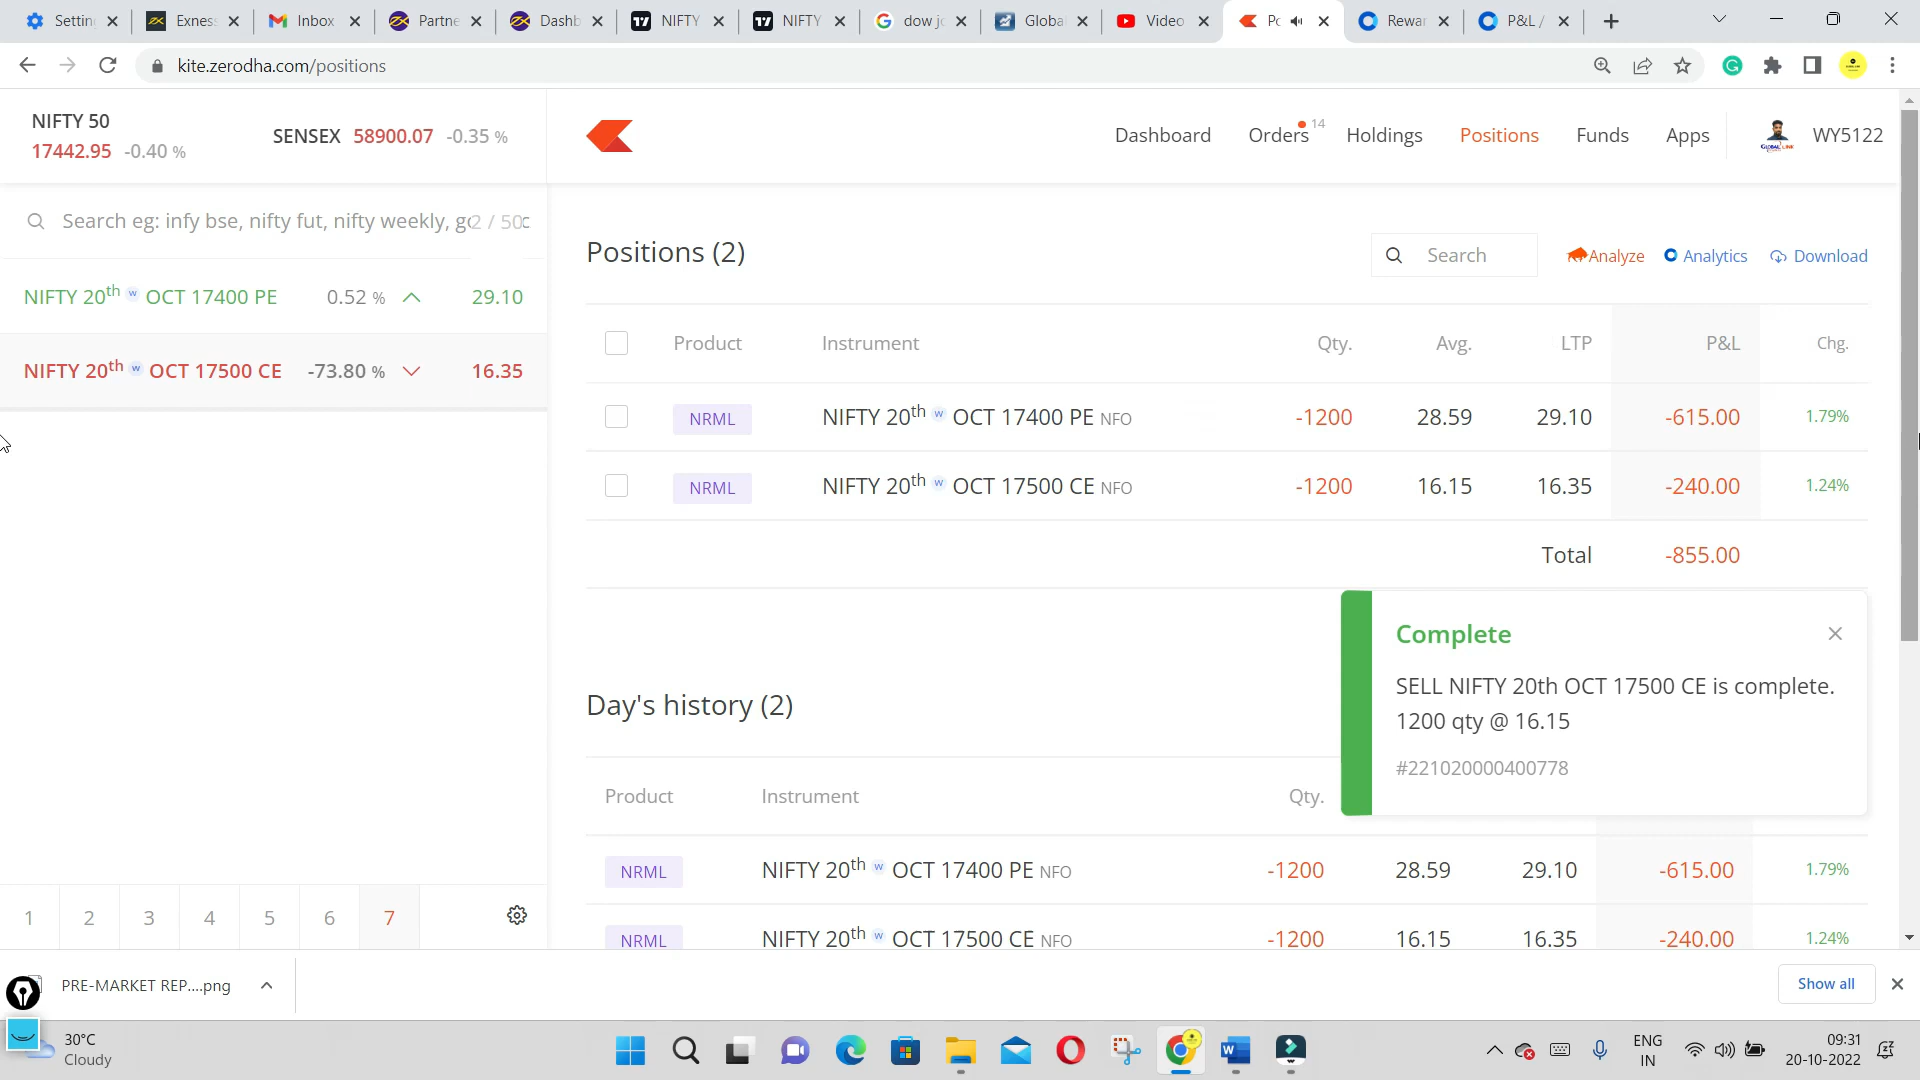 Settin Exness Inbox Partne Dashb NIFTY NIFTY dow jo Global Video Po Rewar P&L /
kite.zerodha.com/positions
NIFTY 50
17442.95 -0.40 %
SENSEX 58900.07 -0.35 %
Dashboard Orders 14 Holdings Positions Funds Apps WY5122
Search eg: infy bse, nifty fut, nifty weekly, 2 / 50
NIFTY 20th w OCT 17400 PE 0.52 % 29.10
NIFTY 20th w OCT 17500 CE -73.80 % 16.35
Positions (2)
Search Analyze Analytics Download
Product Instrument Qty. Avg. LTP P&L Chg.
NRML NIFTY 20th w OCT 17400 PE NFO -1200 28.59 29.10 -615.00 1.79%
NRML NIFTY 20th w OCT 17500 CE NFO -1200 16.15 16.35 -240.00 1.24%
Total -855.00
Complete
SELL NIFTY 20th OCT 17500 CE is complete.
1200 qty @ 16.15
#221020000400778
Day's history (2)
Product Instrument Qty.
NRML NIFTY 20th w OCT 17400 PE NFO -1200 28.59 29.10 -615.00 1.79%
NRML NIFTY 20th w OCT 17500 CE NFO -1200 16.15 16.35 -240.00 1.24%
1 2 3 4 5 6 7
PRE-MARKET REP....png
Show all
30°C
Cloudy
ENG
IN
09:31
20-10-2022